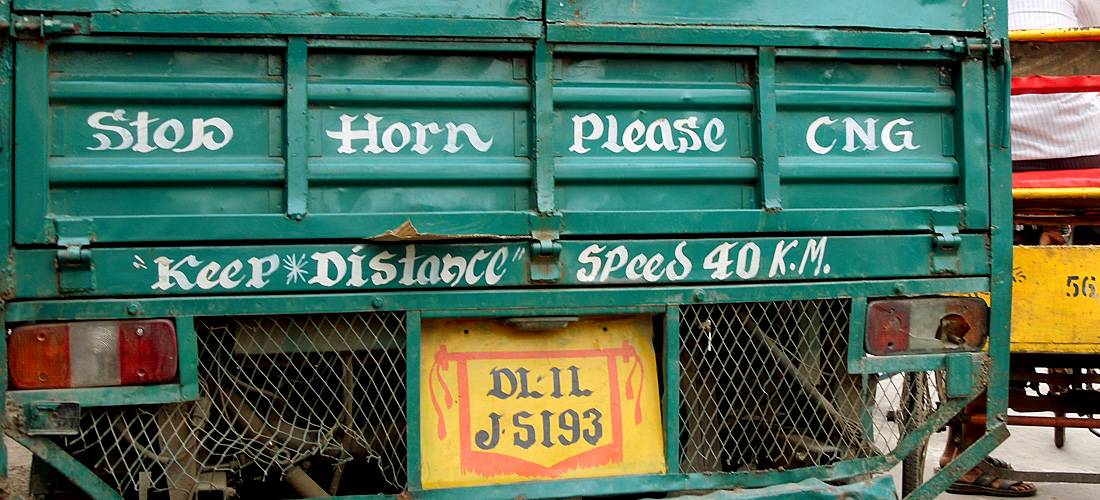 Stop Horn Please CNG
"Keep*Distance" Speed 40 K.M.
DL·1L
J·5193
56